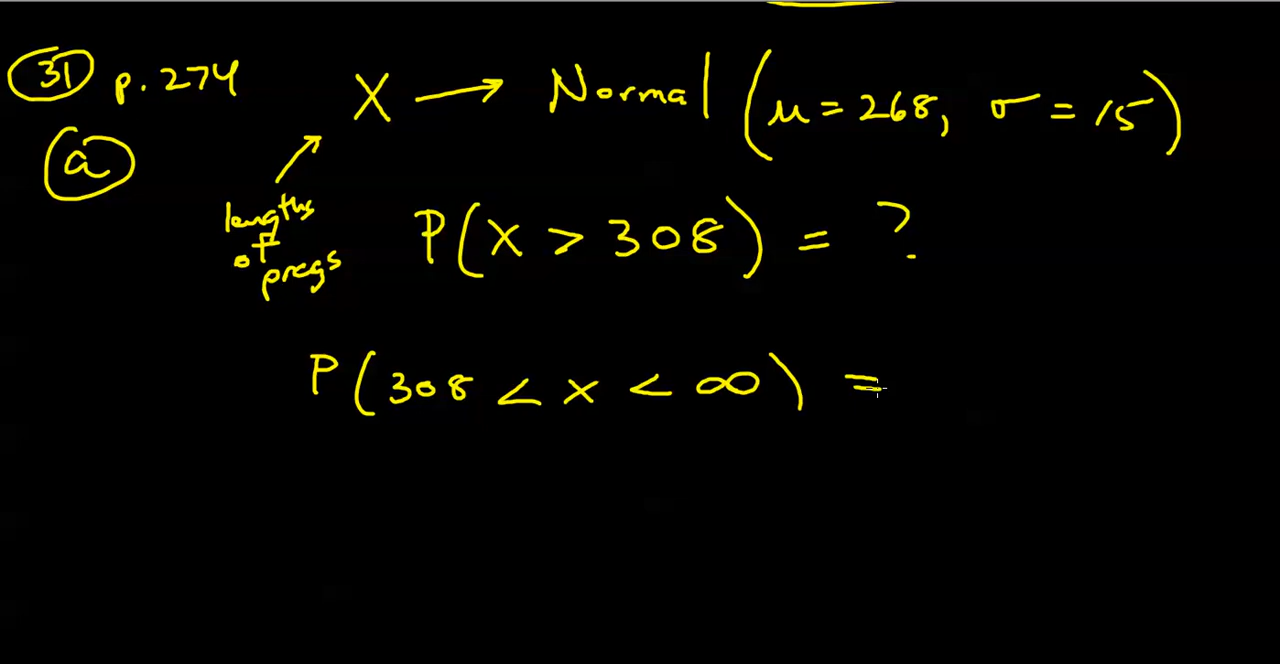 31 p. 274 X → Normal (μ = 268, σ = 15)
a
lengths
of
pregs
P(X > 308) = ?
P(308 < x < ∞) =